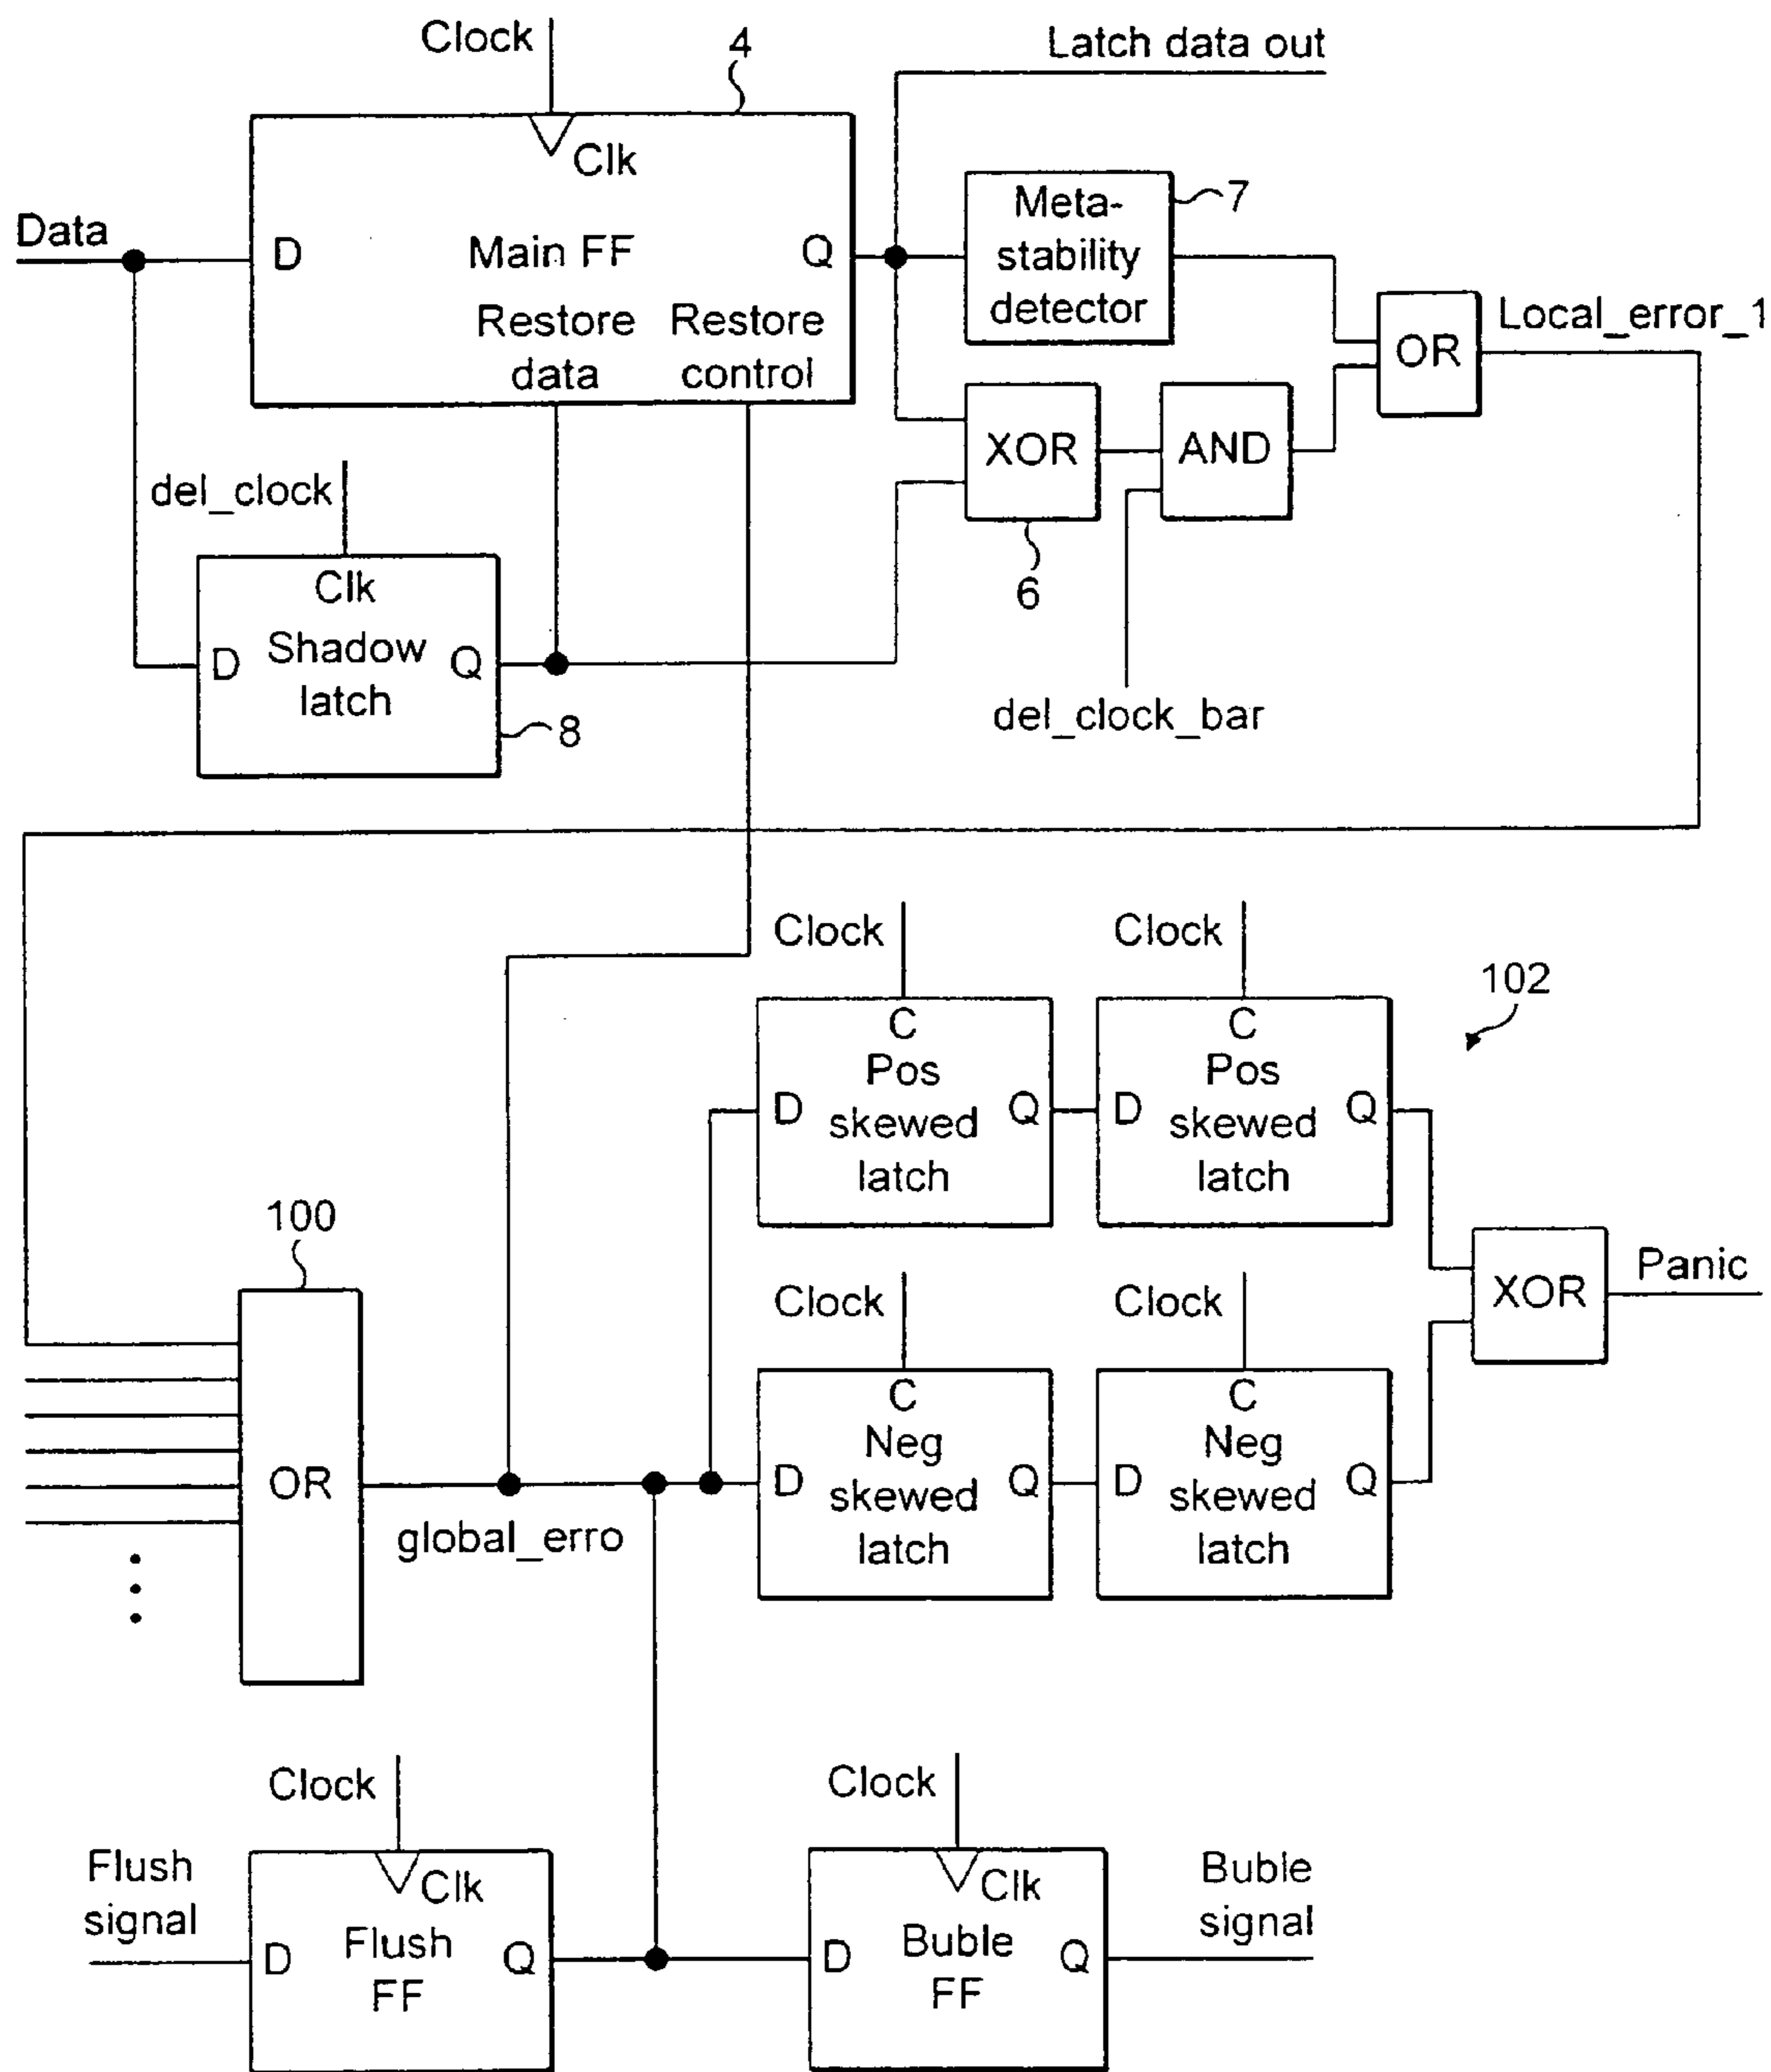 Clock
4
Latch data out
Clk
Data
D
Main FF
Q
Restore
data
Restore
control
Meta-
stability
detector
7
OR
Local_error_1
XOR
6
AND
del_clock_bar
del_clock
Clk
D
Shadow
latch
Q
8
Clock
Clock
102
C
D
Pos
skewed
latch
Q
C
D
Pos
skewed
latch
Q
100
OR
global_erro
Clock
Clock
C
D
Neg
skewed
latch
Q
C
D
Neg
skewed
latch
Q
XOR
Panic
Clock
Flush
signal
Clk
D
Flush
FF
Q
Clock
Clk
D
Buble
FF
Q
Buble
signal